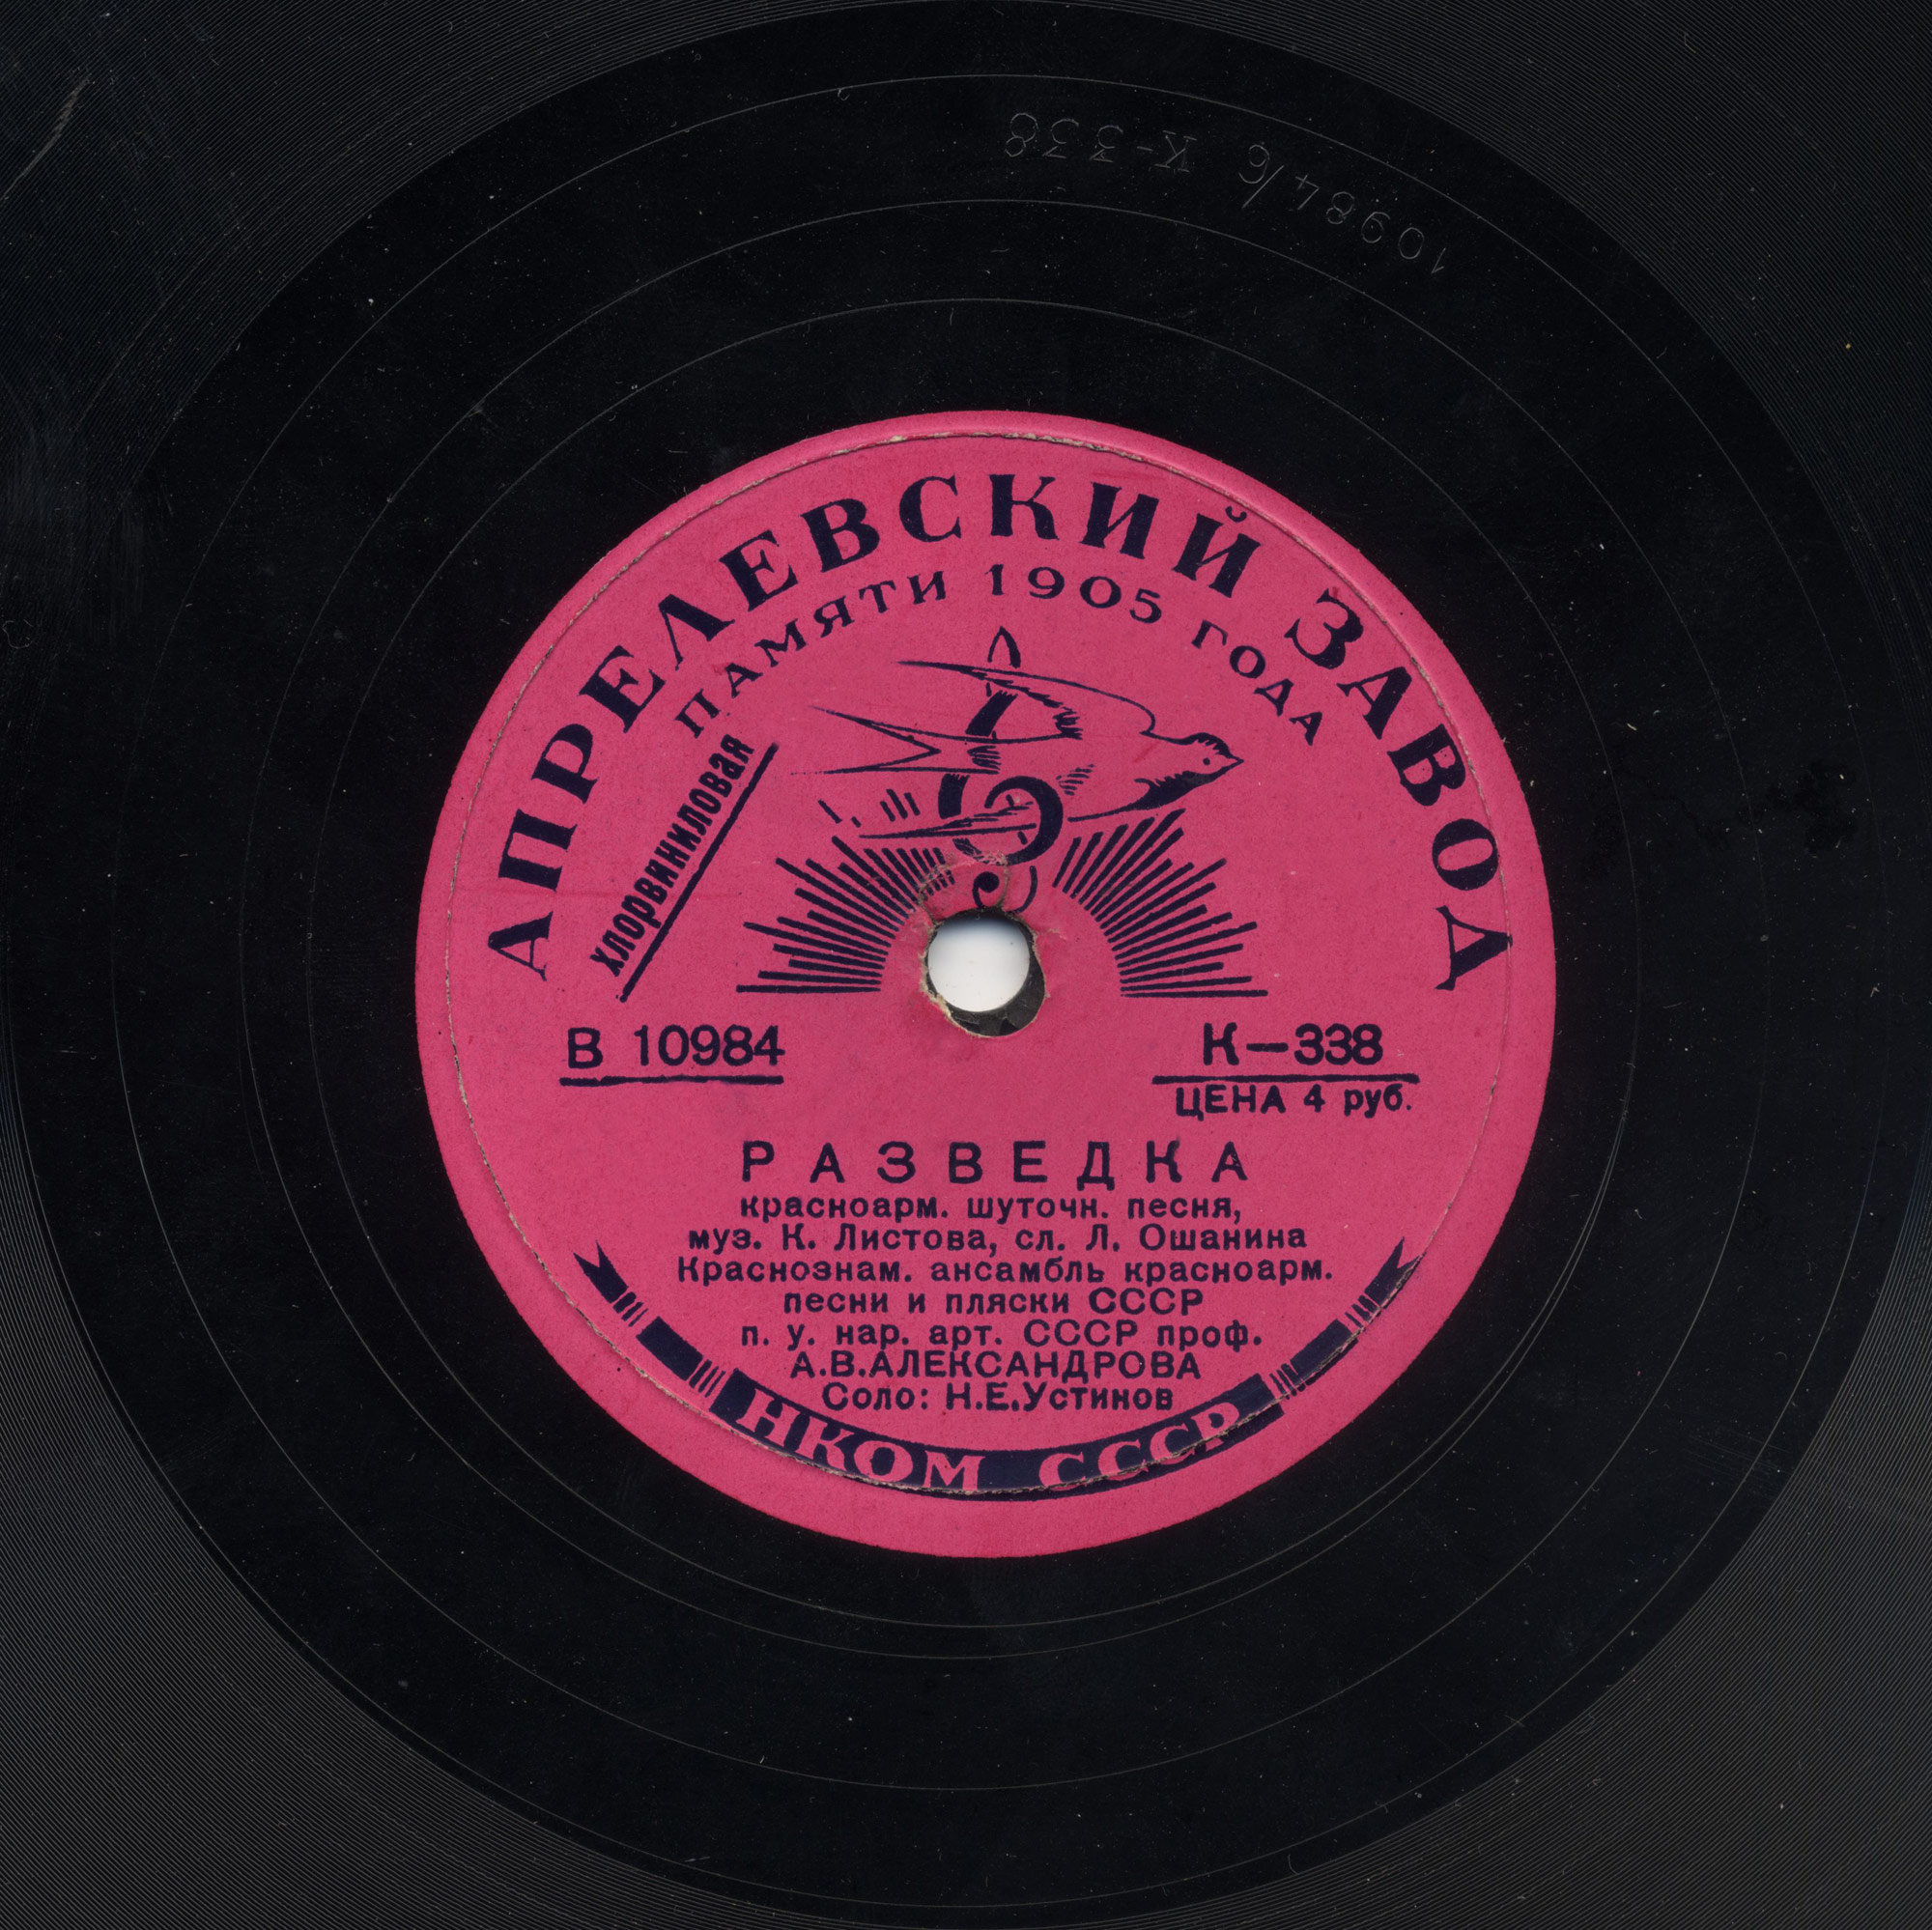 10984/6 К-338
АПРЕЛЕВСКИЙ ЗАВОД
ПАМЯТИ 1905 ГОДА
хлорвиниловая
В 10984
К-338
ЦЕНА 4 руб.
РАЗВЕДКА
красноарм. шуточн. песня,
муз. К. Листова, сл. Л. Ошанина
Краснознам. ансамбль красноарм.
песни и пляски СССР
п. у. нар. арт. СССР проф.
А.В.АЛЕКСАНДРОВА
Соло: Н.Е.Устинов
НКОМ СССР